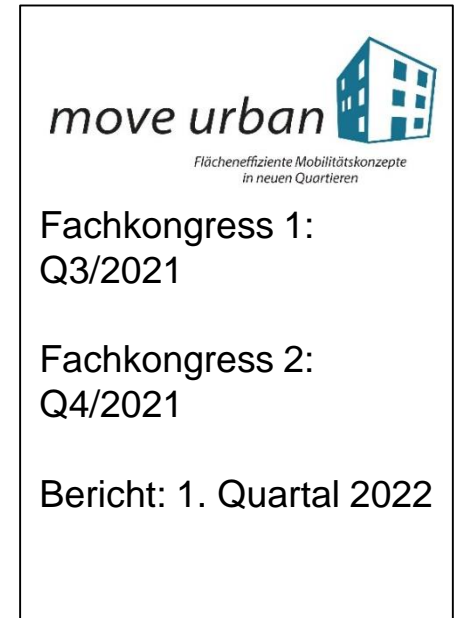 move urban
Flächeneffiziente Mobilitätskonzepte
in neuen Quartieren
Fachkongress 1:
Q3/2021
Fachkongress 2:
Q4/2021
Bericht: 1. Quartal 2022